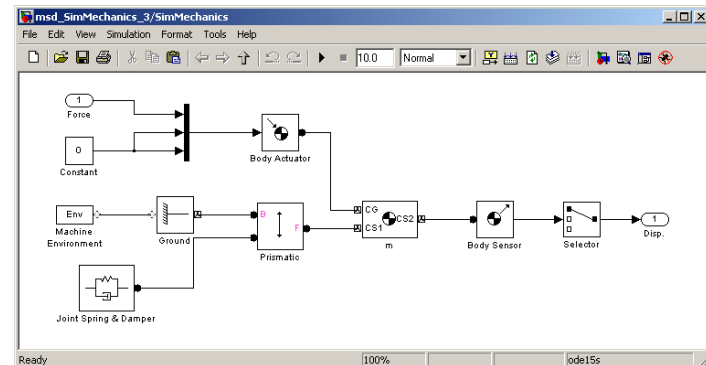 msd_SimMechanics_3/SimMechanics
File Edit View Simulation Format Tools Help
10.0 Normal
1
Force
0
Constant
Body Actuator
Env
Machine
Environment
Ground
B
F
Prismatic
CG
CS1
CS2
m
Body Sensor
Selector
1
Disp.
Joint Spring & Damper
Ready 100% ode15s